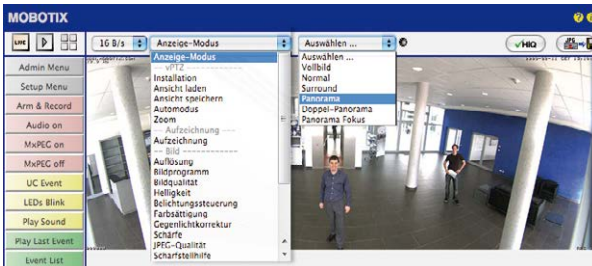 MOBOTIX
LIVE
16 B/s
Anzeige-Modus
Auswählen ...
HIQ
JPG
Admin Menu
Setup Menu
Arm & Record
Audio on
MxPEG on
MxPEG off
UC Event
LEDs Blink
Play Sound
Play Last Event
Event List
Anzeige-Modus
-- vPTZ --------------
Installation
Ansicht laden
Ansicht speichern
Automodus
Zoom
--- Aufzeichnung ---
Aufzeichnung
--- Bild ---------------
Auflösung
Bildprogramm
Bildqualität
Helligkeit
Belichtungssteuerung
Farbsättigung
Gegenlichtkorrektur
Schärfe
JPEG-Qualität
Scharfstellhilfe
Auswählen ...
Vollbild
Normal
Surround
Panorama
Doppel-Panorama
Panorama Fokus